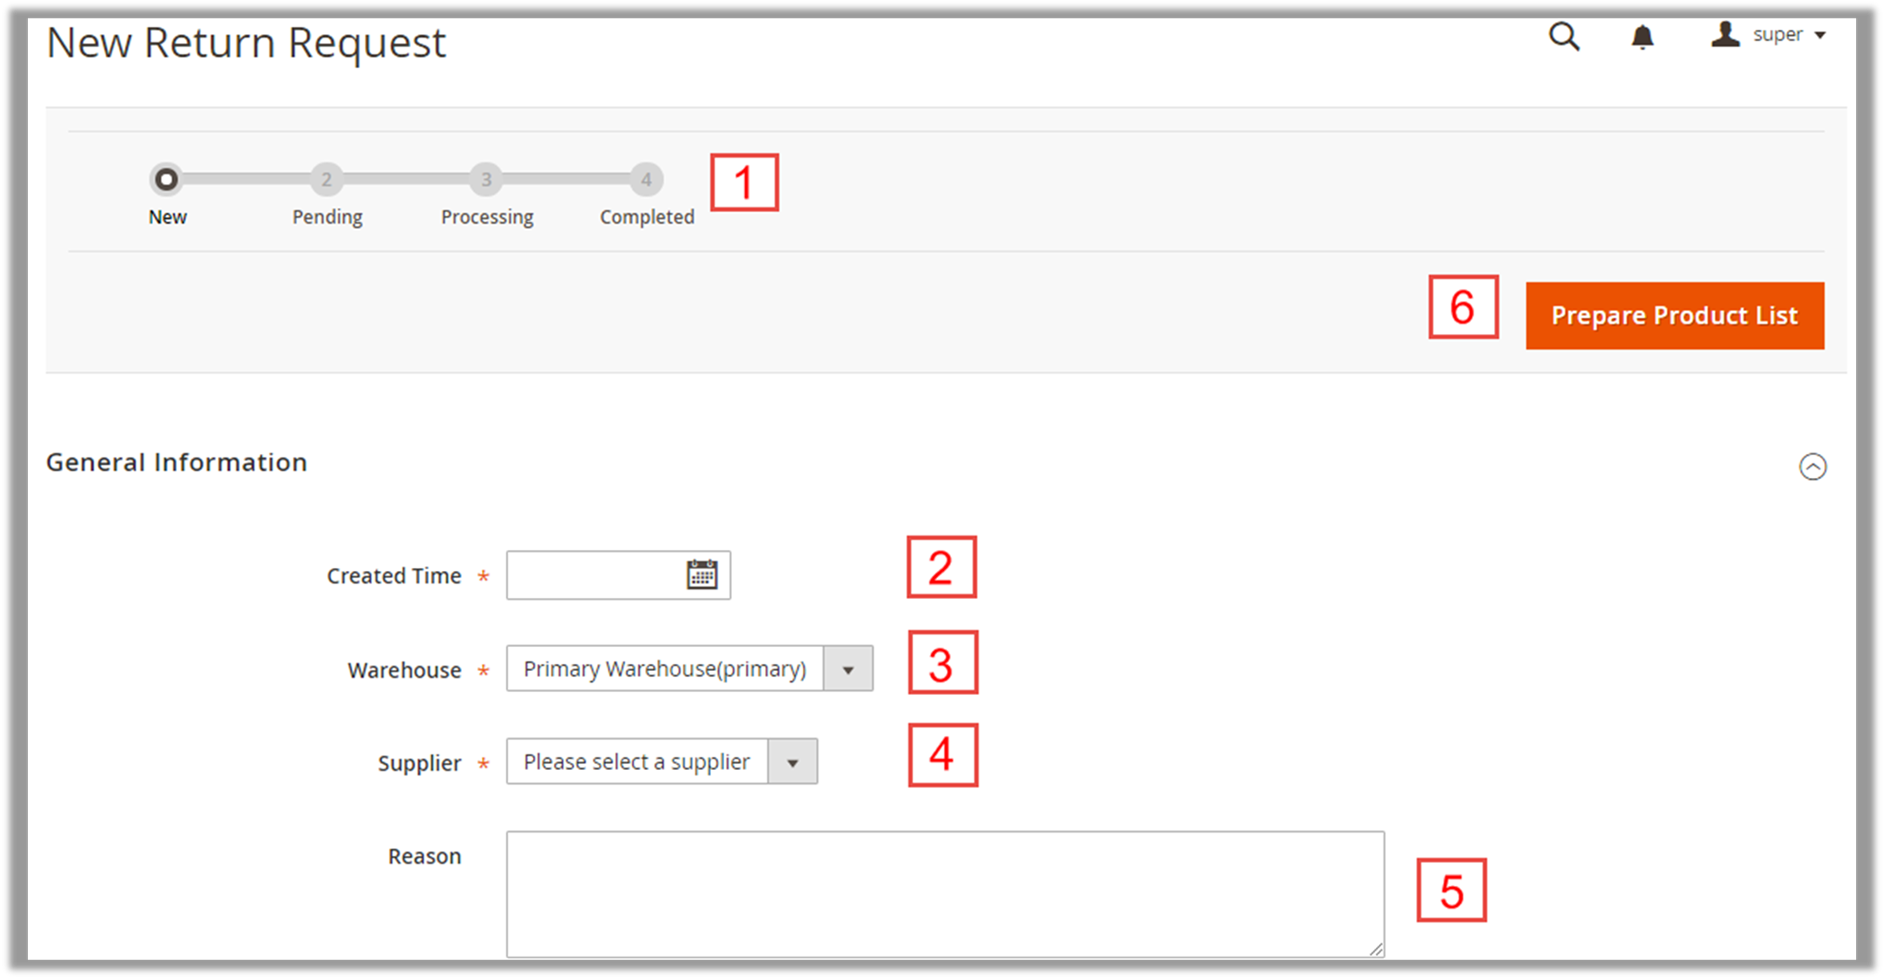 New Return Request
super
2 3 4 1
New Pending Processing Completed
6 Prepare Product List
General Information
Created Time * 2
Warehouse * Primary Warehouse(primary) 3
Supplier * Please select a supplier 4
Reason
5